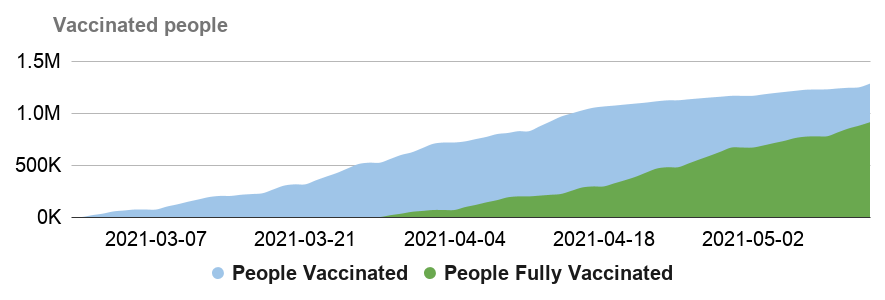 Vaccinated people
1.5M
1.0M
500K
0K
2021-03-07 2021-03-21 2021-04-04 2021-04-18 2021-05-02
People Vaccinated People Fully Vaccinated